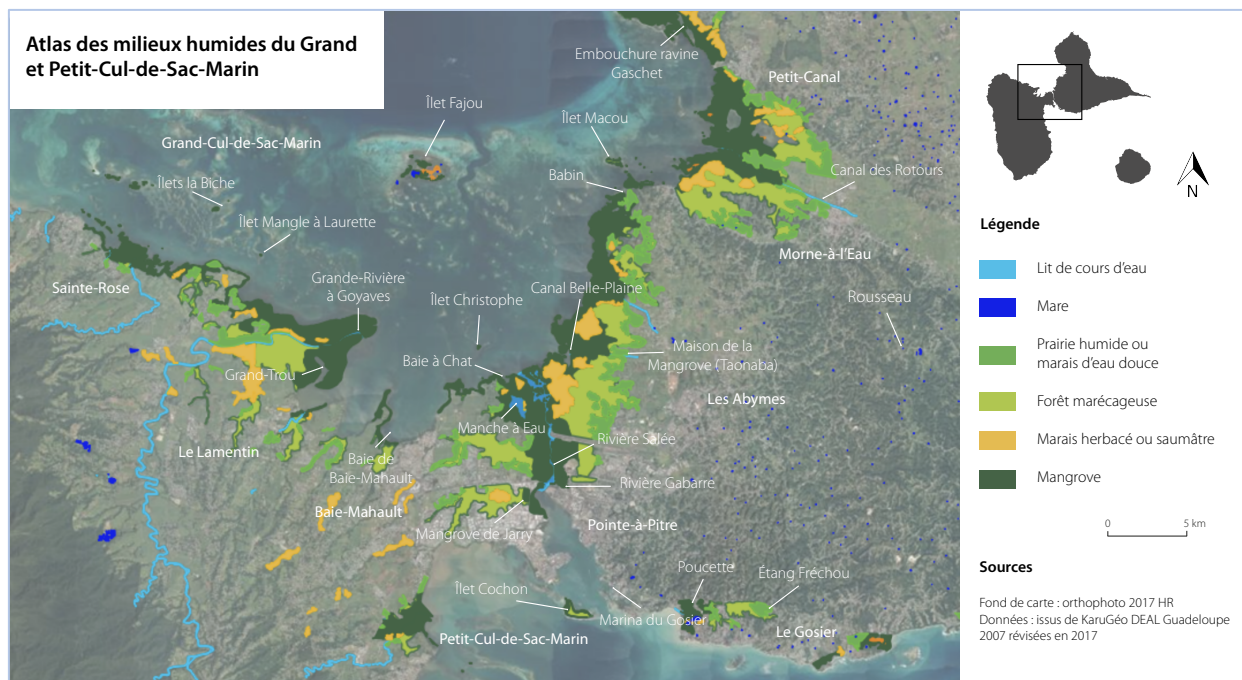 Atlas des milieux humides du Grand
et Petit-Cul-de-Sac-Marin
Embouchure ravine
Gaschet
Petit-Canal
Îlet Fajou
Îlet Macou
Grand-Cul-de-Sac-Marin
Îlets la Biche
Babin
Canal des Rotours
Îlet Mangle à Laurette
Morne-à-l'Eau
Sainte-Rose
Grande-Rivière
à Goyaves
Îlet Christophe
Canal Belle-Plaine
Rousseau
Baie à Chat
Maison de la
Mangrove (Taonaba)
Grand-Trou
Les Abymes
Manche à Eau
Rivière Salée
Le Lamentin
Baie de
Baie-Mahault
Rivière Gabarre
Baie-Mahault
Mangrove de Jarry
Pointe-à-Pitre
Poucette
Étang Fréchou
Îlet Cochon
Marina du Gosier
Le Gosier
Petit-Cul-de-Sac-Marin
N
Légende
Lit de cours d'eau
Mare
Prairie humide ou
marais d'eau douce
Forêt marécageuse
Marais herbacé ou saumâtre
Mangrove
0 5 km
Sources
Fond de carte : orthophoto 2017 HR
Données : issus de KaruGéo DEAL Guadeloupe
2007 révisées en 2017